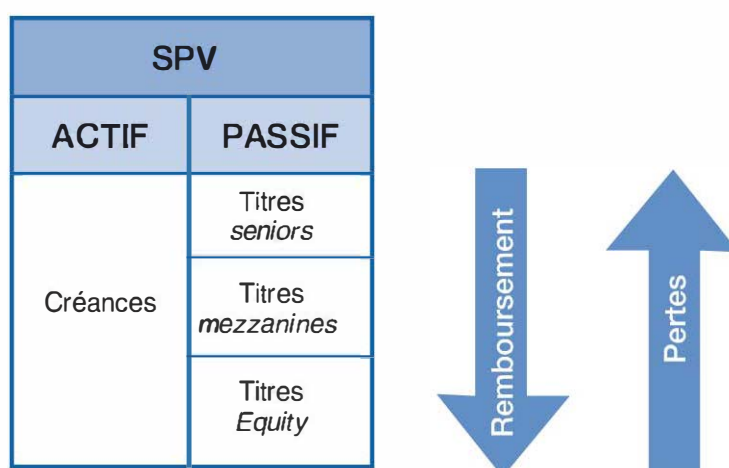 SPV
ACTIF
PASSIF
Créances
Titres
seniors
Titres
mezzanines
Titres
Equity
Remboursement
Pertes